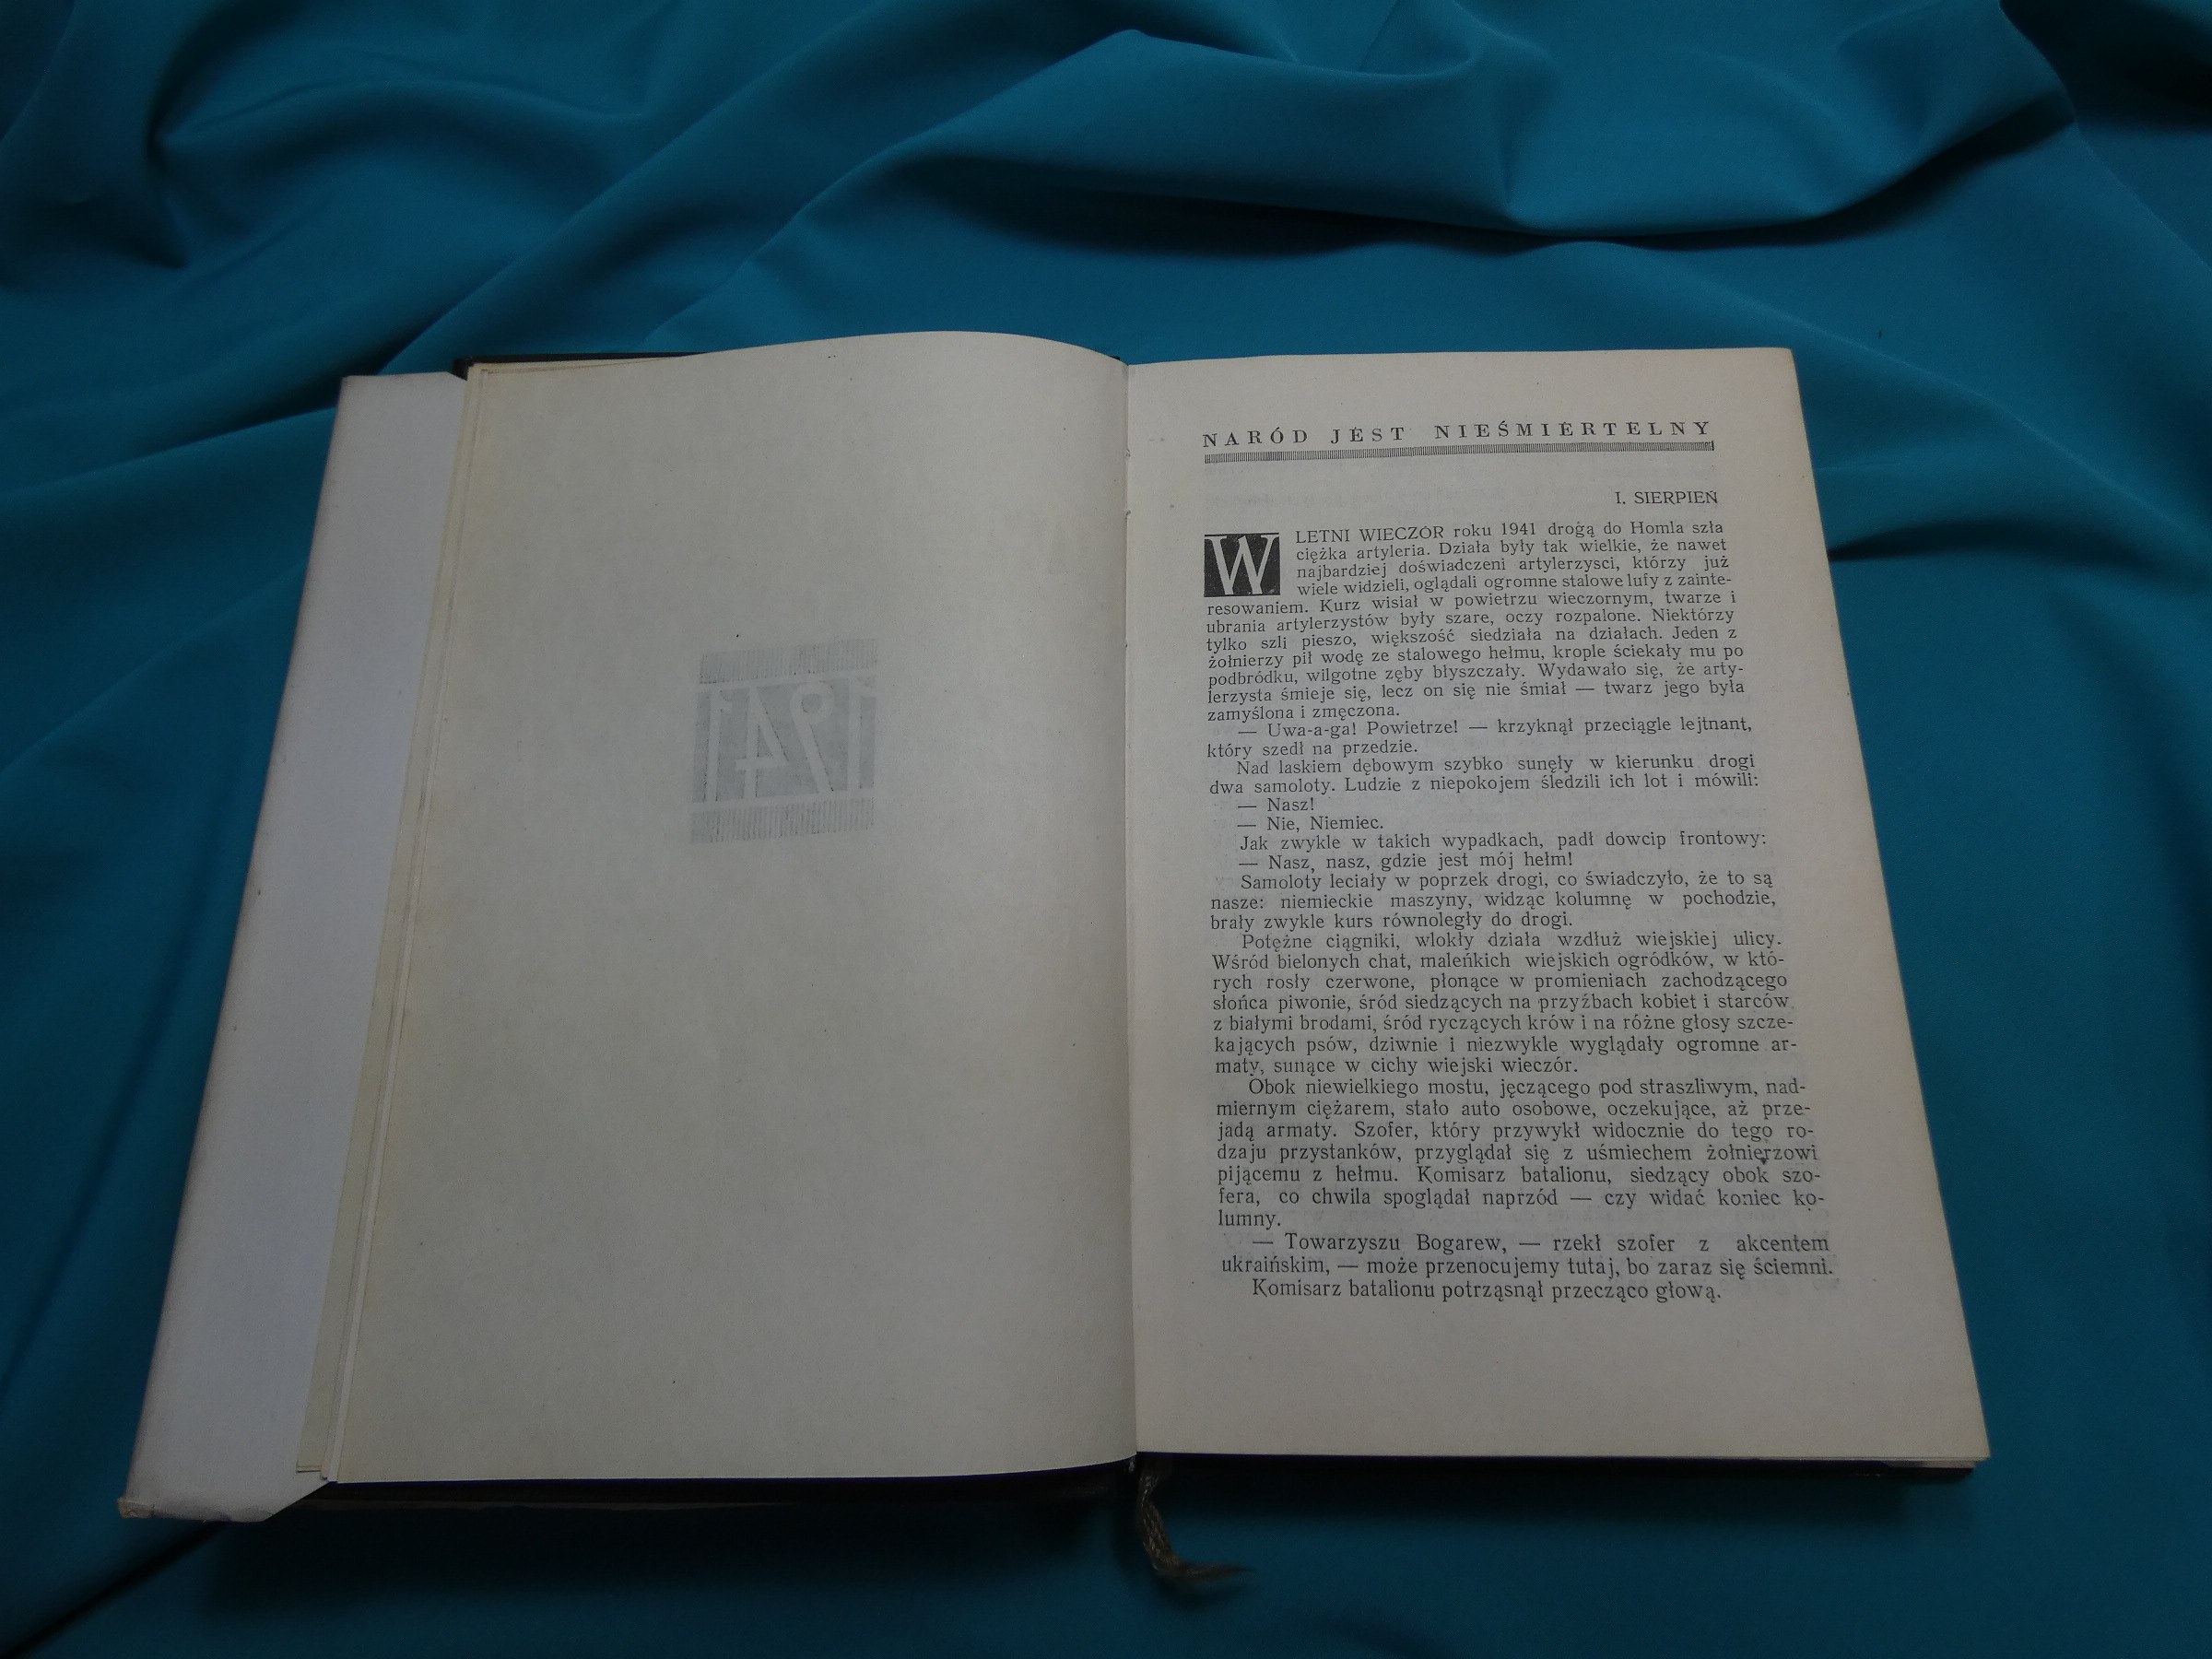 1941
NARÓD JEST NIEŚMIERTELNY
I. SIERPIEŃ
W LETNI WIECZÓR roku 1941 drogą do Homla szła
ciężka artyleria. Działa były tak wielkie, że nawet
najbardziej doświadczeni artylerzysci, którzy już
wiele widzieli, oglądali ogromne stalowe lufy z zainte-
resowaniem. Kurz wisiał w powietrzu wieczornym, twarze i
ubrania artylerzystów były szare, oczy rozpalone. Niektórzy
tylko szli pieszo, większość siedziała na działach. Jeden z
żołnierzy pił wodę ze stalowego hełmu, krople ściekały mu po
podbródku, wilgotne zęby błyszczały. Wydawało się, że arty-
lerzysta śmieje się, lecz on się nie śmiał — twarz jego była
zamyślona i zmęczona.
— Uwa-a-ga! Powietrze! — krzyknął przeciągle lejtnant,
który szedł na przedzie.
Nad laskiem dębowym szybko sunęły w kierunku drogi
dwa samoloty. Ludzie z niepokojem śledzili ich lot i mówili:
— Nasz!
— Nie, Niemiec.
Jak zwykle w takich wypadkach, padł dowcip frontowy:
— Nasz, nasz, gdzie jest mój hełm!
Samoloty leciały w poprzek drogi, co świadczyło, że to są
nasze: niemieckie maszyny, widząc kolumnę w pochodzie,
brały zwykle kurs równoległy do drogi.
Potężne ciągniki, wlokły działa wzdłuż wiejskiej ulicy.
Wśród bielonych chat, maleńkich wiejskich ogródków, w któ-
rych rosły czerwone, płonące w promieniach zachodzącego
słońca piwonie, śród siedzących na przyźbach kobiet i starców
z białymi brodami, śród ryczących krów i na różne głosy szcze-
kających psów, dziwnie i niezwykle wyglądały ogromne ar-
maty, sunące w cichy wiejski wieczór.
Obok niewielkiego mostu, jęczącego pod straszliwym, nad-
miernym ciężarem, stało auto osobowe, oczekujące, aż prze-
jadą armaty. Szofer, który przywykł widocznie do tego ro-
dzaju przystanków, przyglądał się z uśmiechem żołnierzowi
pijącemu z hełmu. Komisarz batalionu, siedzący obok szo-
fera, co chwila spoglądał naprzód — czy widać koniec ko-
lumny.
— Towarzyszu Bogarew, — rzekł szofer z akcentem
ukraińskim, — może przenocujemy tutaj, bo zaraz się ściemni.
Komisarz batalionu potrząsnął przecząco głową.